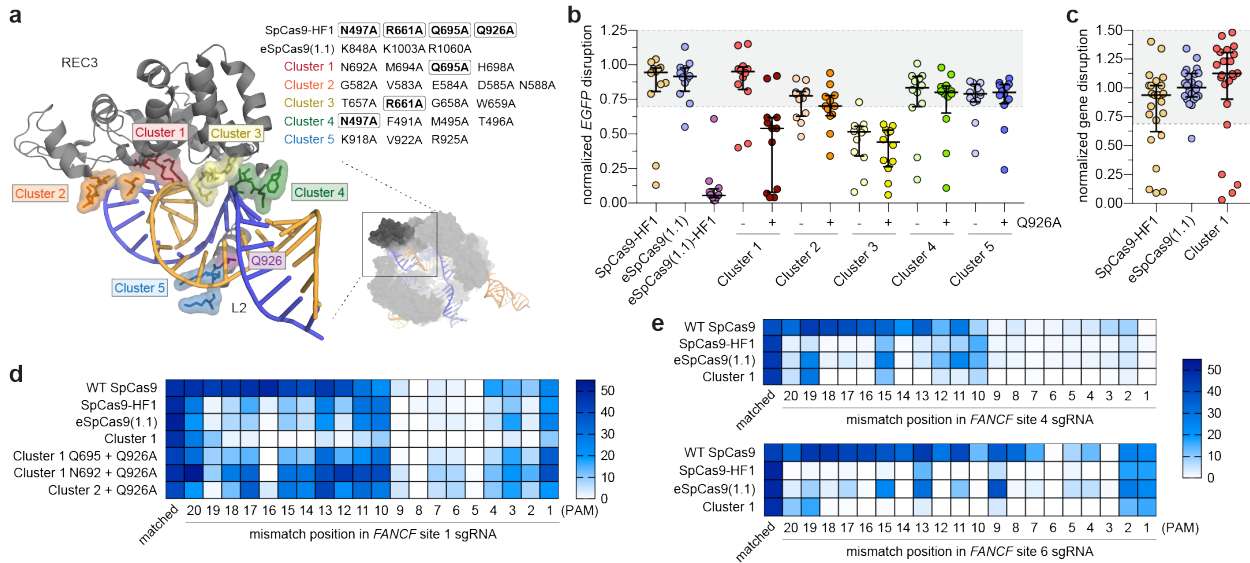 a
SpCas9-HF1 N497A R661A Q695A Q926A
eSpCas9(1.1) K848A K1003A R1060A
Cluster 1 N692A M694A Q695A H698A
Cluster 2 G582A V583A E584A D585A N588A
Cluster 3 T657A R661A G658A W659A
Cluster 4 N497A F491A M495A T496A
Cluster 5 K918A V922A R925A
REC3
Cluster 1
Cluster 3
Cluster 2
Cluster 4
Q926
Cluster 5
L2
b
normalized EGFP disruption
1.25
1.00
0.75
0.50
0.25
0.00
SpCas9-HF1
eSpCas9(1.1)
eSpCas9(1.1)-HF1
- + - + - + - + - + Q926A
Cluster 1
Cluster 2
Cluster 3
Cluster 4
Cluster 5
c
normalized gene disruption
1.50
1.25
1.00
0.75
0.50
0.25
0.00
SpCas9-HF1
eSpCas9(1.1)
Cluster 1
d
WT SpCas9
SpCas9-HF1
eSpCas9(1.1)
Cluster 1
Cluster 1 Q695 + Q926A
Cluster 1 N692 + Q926A
Cluster 2 + Q926A
matched
20 19 18 17 16 15 14 13 12 11 10 9 8 7 6 5 4 3 2 1 (PAM)
mismatch position in FANCF site 1 sgRNA
50
40
30
20
10
0
e
WT SpCas9
SpCas9-HF1
eSpCas9(1.1)
Cluster 1
matched
20 19 18 17 16 15 14 13 12 11 10 9 8 7 6 5 4 3 2 1
mismatch position in FANCF site 4 sgRNA
WT SpCas9
SpCas9-HF1
eSpCas9(1.1)
Cluster 1
matched
20 19 18 17 16 15 14 13 12 11 10 9 8 7 6 5 4 3 2 1 (PAM)
mismatch position in FANCF site 6 sgRNA
50
40
30
20
10
0